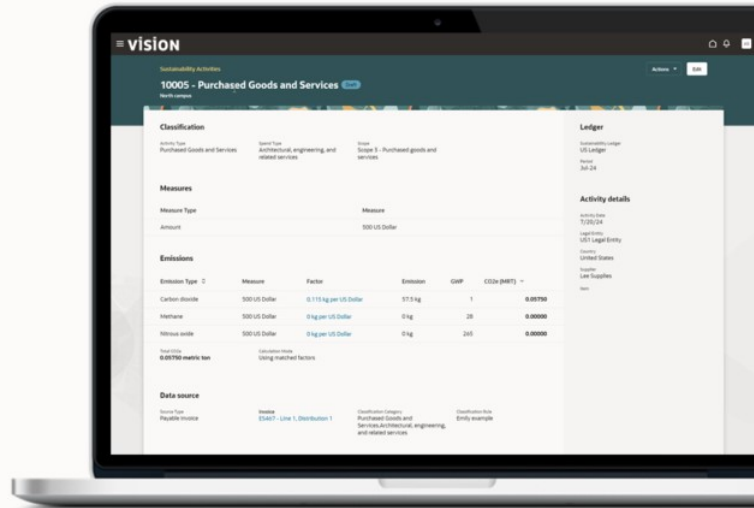 VISION
Sustainability Activities
Actions
Edit
10005 - Purchased Goods and Services
North campus
Classification
Activity Type
Spend Type
Scope
Purchased Goods and Services
Architectural, engineering, and
related services
Scope 3 - Purchased goods and
services
Measures
Measure Type
Measure
Amount
500 US Dollar
Emissions
Emission Type
Measure
Factor
Emission
GWP
CO2e (MRT)
Carbon dioxide
500 US Dollar
0.115 kg per US Dollar
57.5 kg
1
0.05750
Methane
500 US Dollar
0 kg per US Dollar
0 kg
28
0.00000
Nitrous oxide
500 US Dollar
0 kg per US Dollar
0 kg
265
0.00000
Total CO2e
Calculation Mode
0.05750 metric ton
Using matched factors
Data source
Source Type
Invoice
Classification Category
Classification Rule
Payable Invoice
ES467 - Line 1, Distribution 1
Purchased Goods and
Services.Architectural, engineering,
and related services
Emily example
Ledger
Sustainability Ledger
US Ledger
Period
Jul-24
Activity details
Activity Date
7/20/24
Legal Entity
US1 Legal Entity
Country
United States
Supplier
Lee Supplies
Item